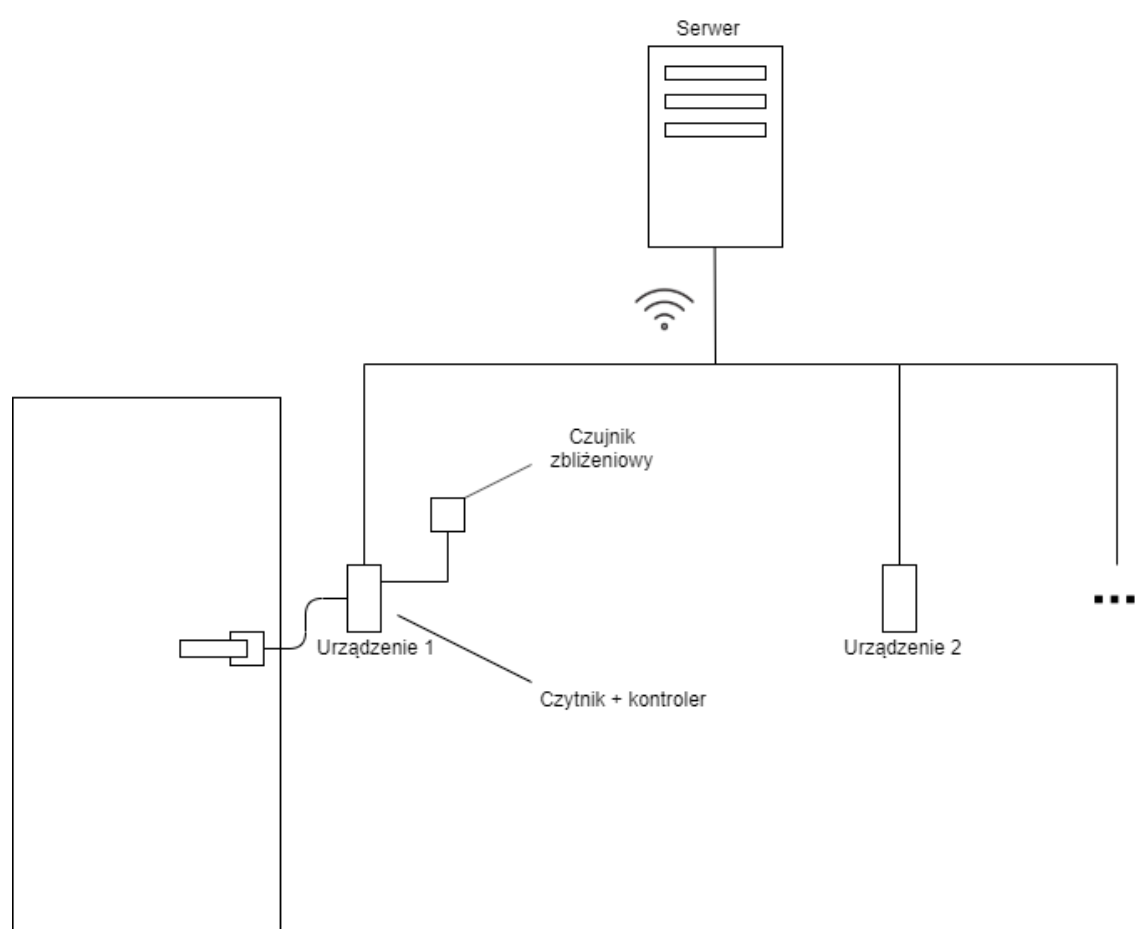 Serwer
Czujnik
zbliżeniowy
Urządzenie 1
Urządzenie 2
Czytnik + kontroler